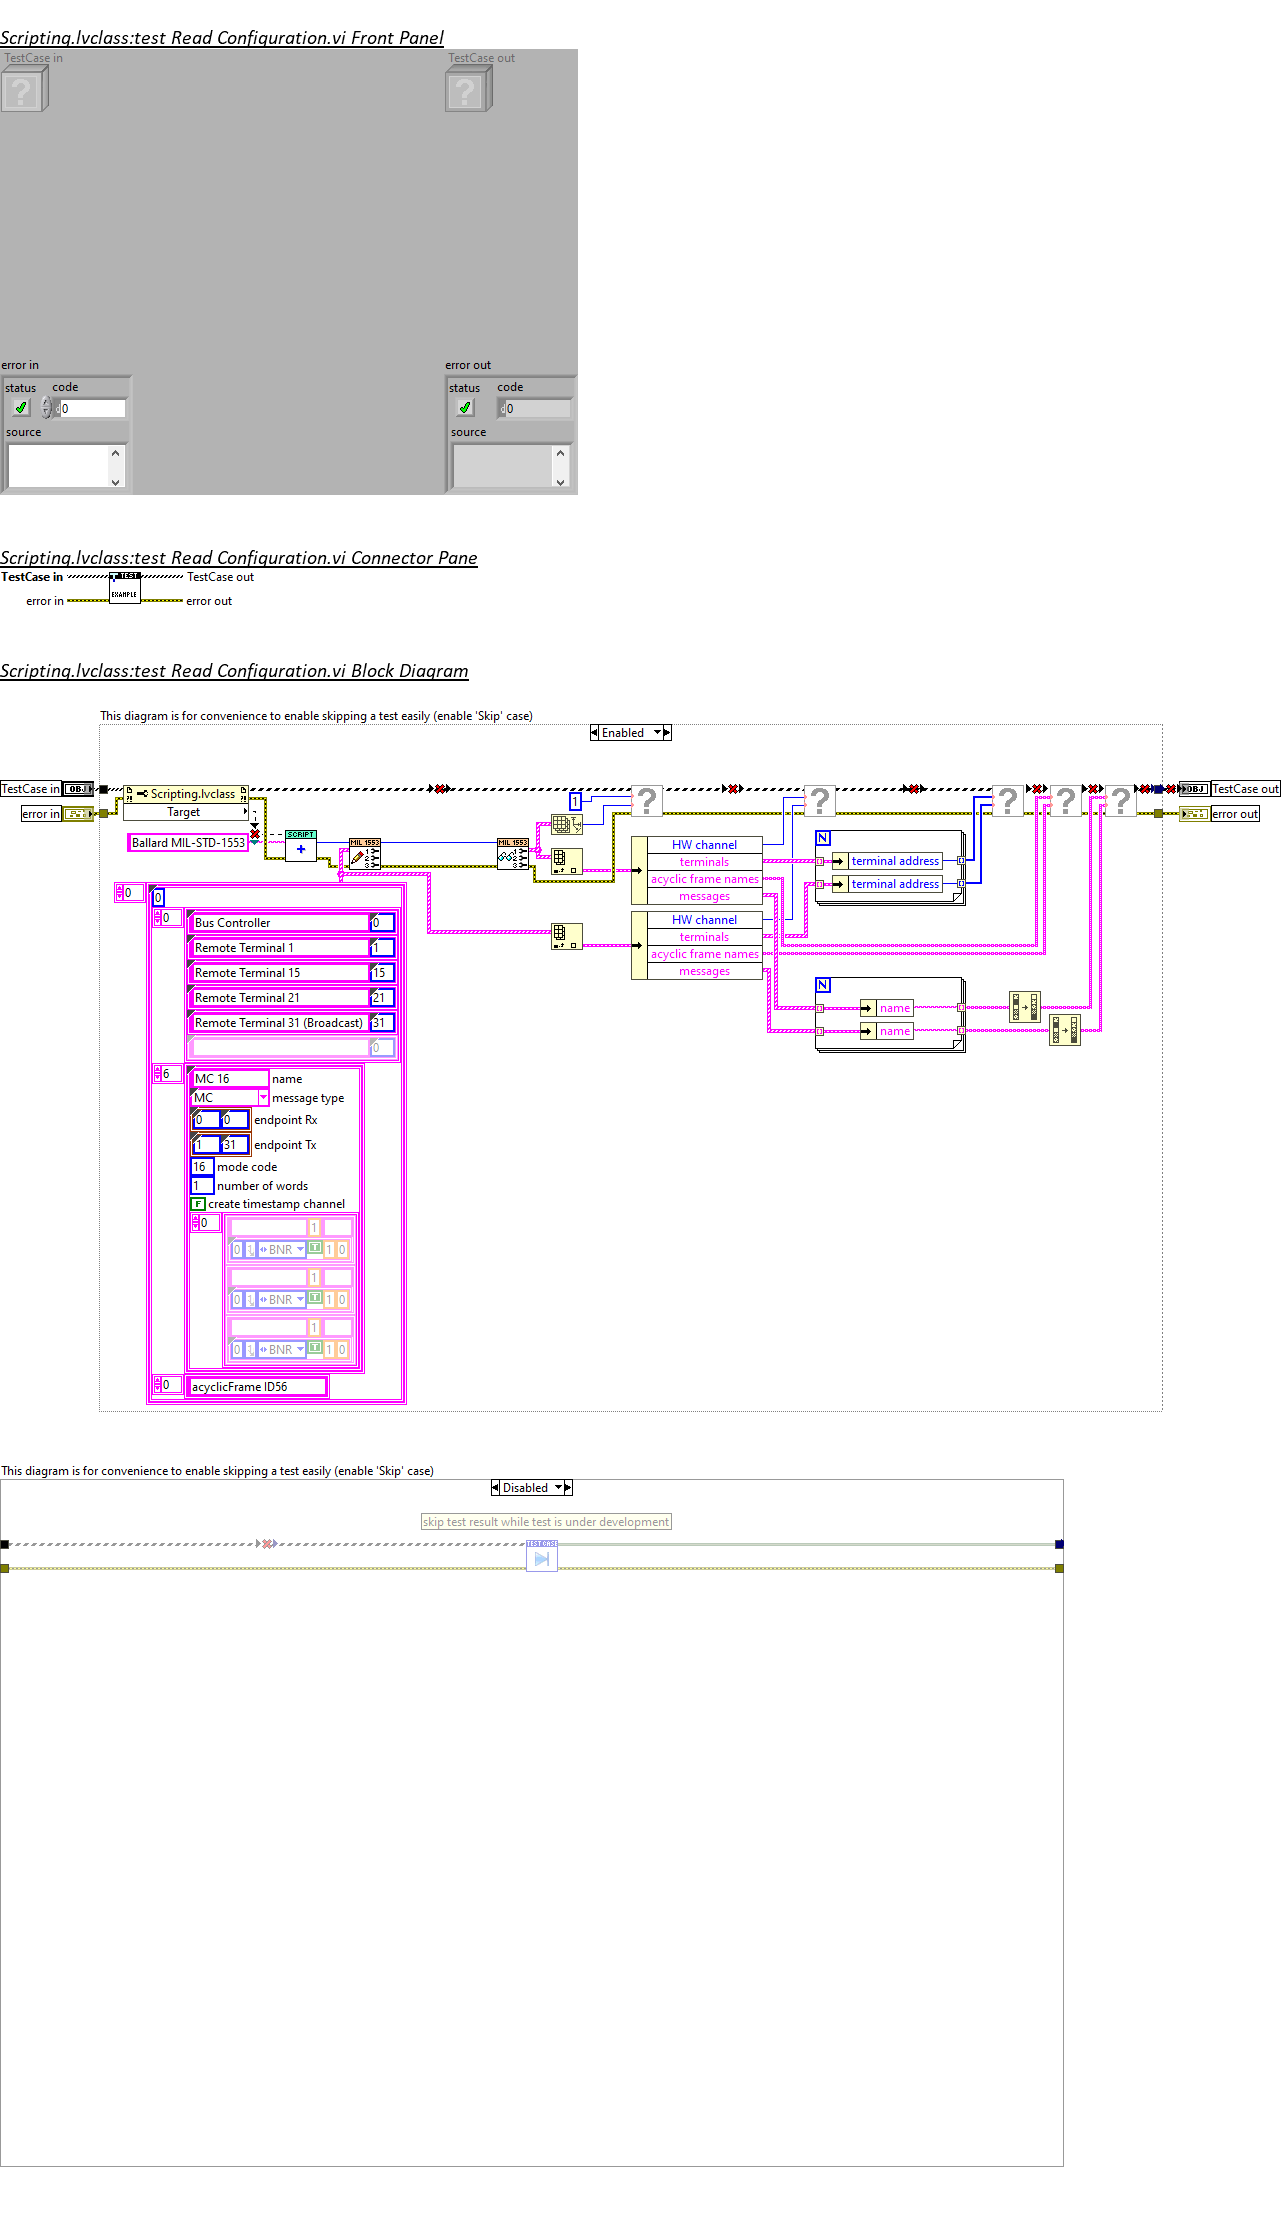 Scripting.lvclass:test Read Configuration.vi Front Panel
TestCase in
TestCase out
?
?
error in
error out
status
code
status
code
d0
d0
source
source
Scripting.lvclass:test Read Configuration.vi Connector Pane
TestCase in
TEST
TestCase out
error in
EXAMPLE
error out
Scripting.lvclass:test Read Configuration.vi Block Diagram
This diagram is for convenience to enable skipping a test easily (enable 'Skip' case)
Enabled
TestCase in
OBJ
Scripting.lvclass
Target
?
?
?
?
?
OBJ
TestCase out
error in
error out
1
Ballard MIL-STD-1553
SCRIPT
MIL 1553
1
2
3
MIL 1553
1
2
3
HW channel
terminals
acyclic frame names
messages
N
terminal address
terminal address
HW channel
terminals
acyclic frame names
messages
N
name
name
0
0
0
Bus Controller
0
Remote Terminal 1
1
Remote Terminal 15
15
Remote Terminal 21
21
Remote Terminal 31 (Broadcast)
31
0
6
MC 16
name
MC
message type
0
0
endpoint Rx
1
31
endpoint Tx
16
mode code
1
number of words
F
create timestamp channel
0
1
0
BNR
T
1
0
1
0
BNR
T
1
0
1
0
BNR
T
1
0
0
acyclicFrame ID56
This diagram is for convenience to enable skipping a test easily (enable 'Skip' case)
Disabled
skip test result while test is under development
TESTCASE